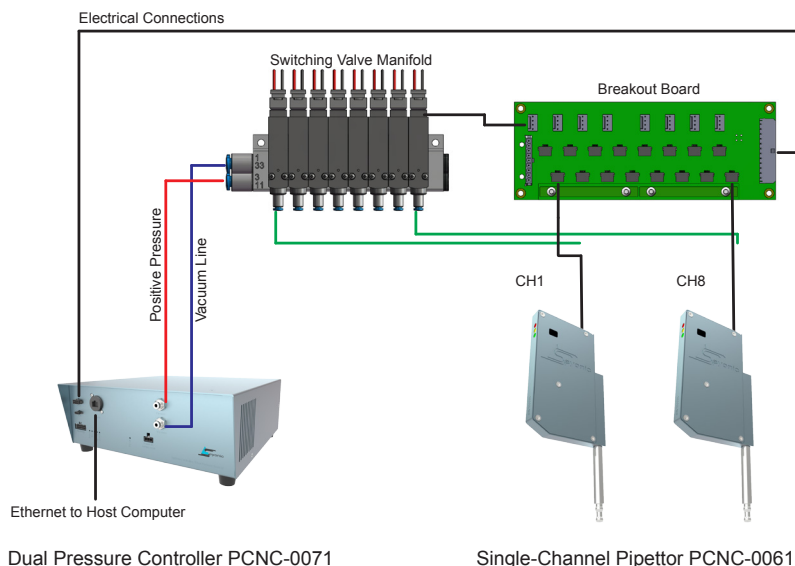 Electrical Connections
Switching Valve Manifold
Breakout Board
1
33
3
11
Positive Pressure
Vacuum Line
CH1
CH8
Ethernet to Host Computer
Dual Pressure Controller PCNC-0071
Single-Channel Pipettor PCNC-0061